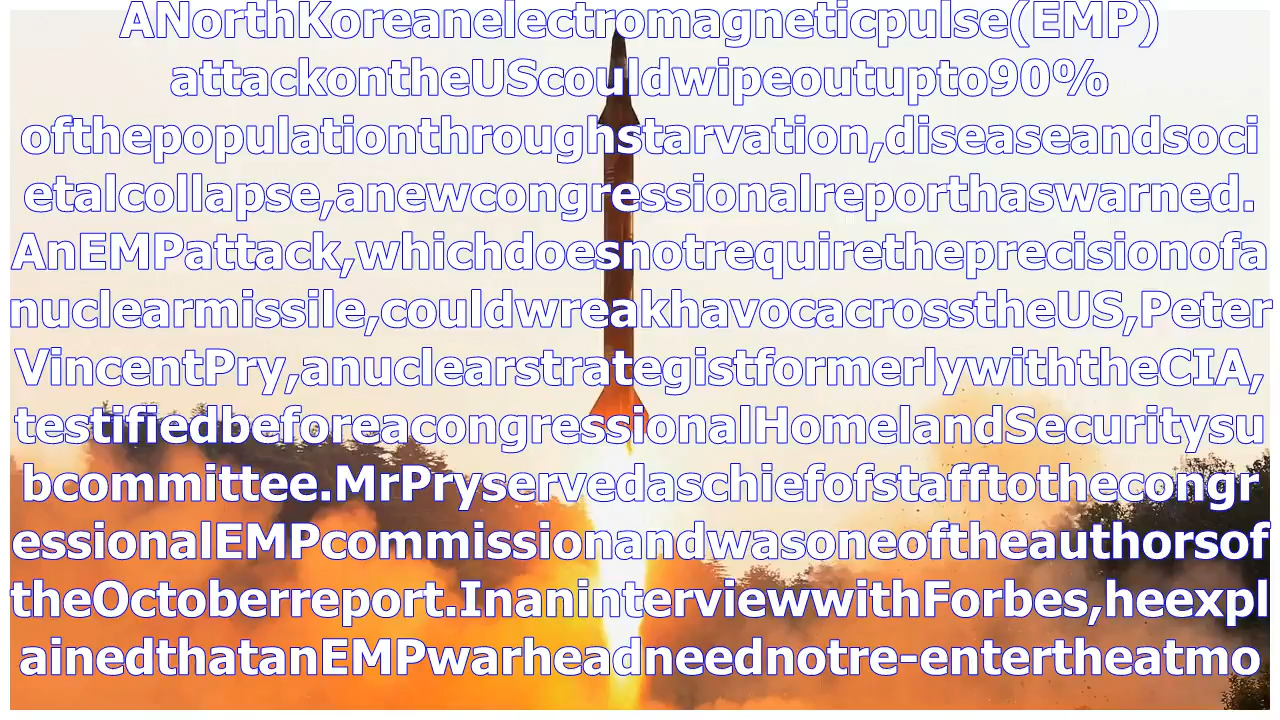 ANorthKoreanelectromagneticpulse(EMP)
attackontheUScouldwipeoutupto90%
ofthepopulationthroughstarvation,diseaseandsoci
etalcollapse,anewcongressionalreporthaswarned.
AnEMPattack,whichdoesnotrequiretheprecisionofa
nuclearmissile,couldwreakhavocacrosstheUS,Peter
VincentPry,anuclearstrategistformerlywiththeCIA,
testifiedbeforeacongressionalHomelandSecuritysu
bcommittee.MrPryservedaschiefofstafftothecongr
essionalEMPcommissionandwasoneoftheauthorsof
theOctoberreport.InaninterviewwithForbes,heexpl
ainedthatanEMPwarheadneednotre-entertheatmo